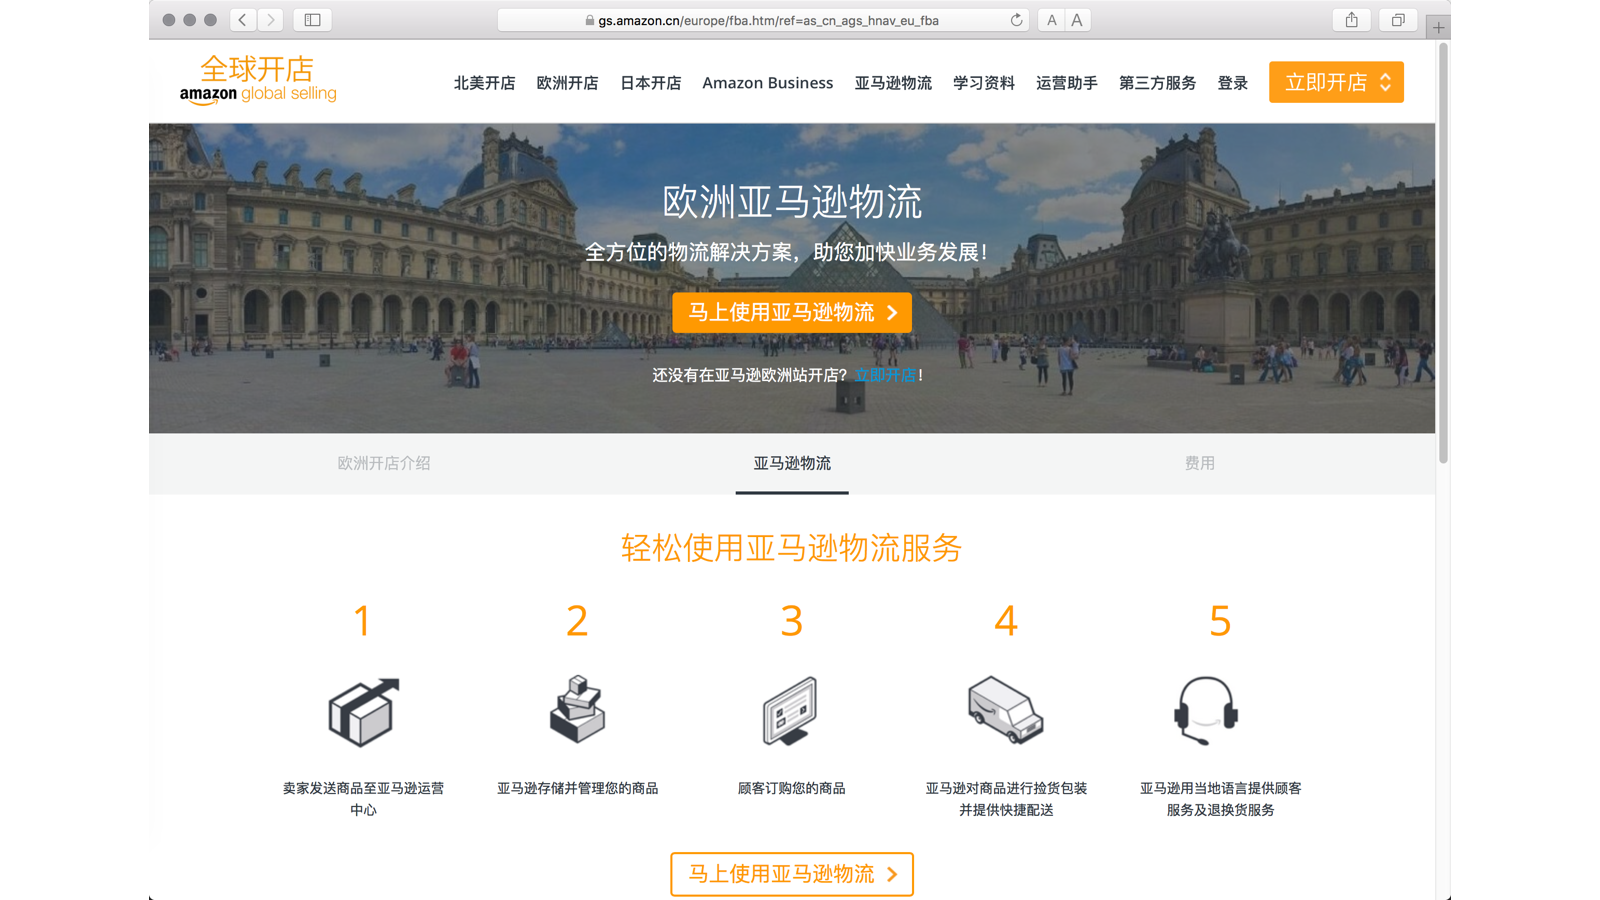 gs.amazon.cn/europe/fba.htm/ref=as_cn_ags_hnav_eu_fba
A A
全球开店
amazon global selling
北美开店 欧洲开店 日本开店 Amazon Business 亚马逊物流 学习资料 运营助手 第三方服务 登录 立即开店
欧洲亚马逊物流
全方位的物流解决方案，助您加快业务发展！
马上使用亚马逊物流
还没有在亚马逊欧洲站开店？立即开店！
欧洲开店介绍 亚马逊物流 费用
轻松使用亚马逊物流服务
1 2 3 4 5
卖家发送商品至亚马逊运营
中心
亚马逊存储并管理您的商品
顾客订购您的商品
亚马逊对商品进行捡货包装
并提供快捷配送
亚马逊用当地语言提供顾客
服务及退换货服务
马上使用亚马逊物流